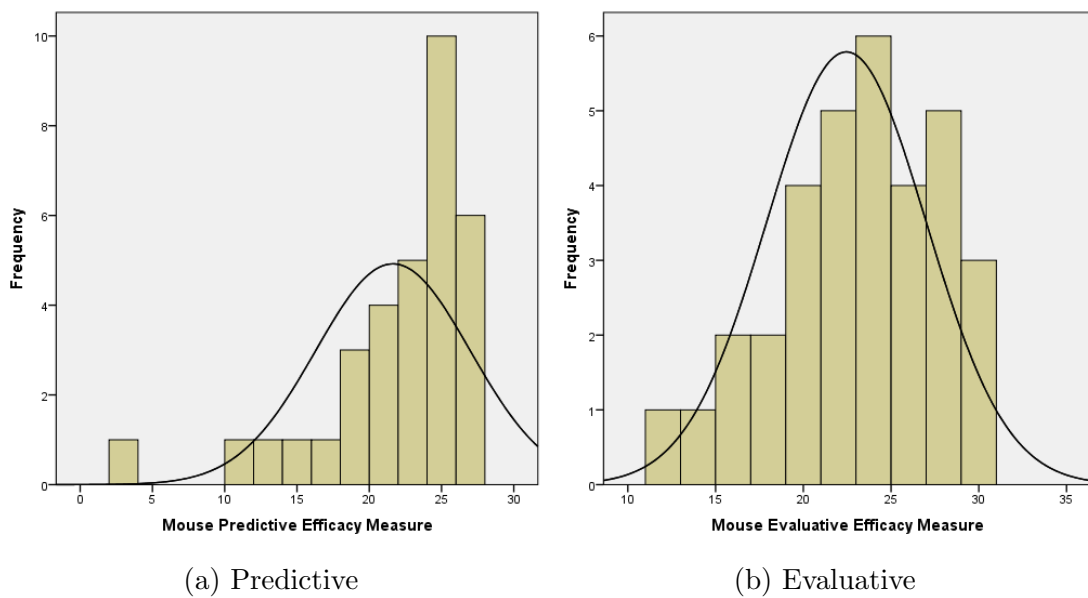 Frequency
10
8
6
4
2
0
0 5 10 15 20 25 30
Mouse Predictive Efficacy Measure
(a) Predictive
Frequency
6
5
4
3
2
1
0
10 15 20 25 30 35
Mouse Evaluative Efficacy Measure
(b) Evaluative